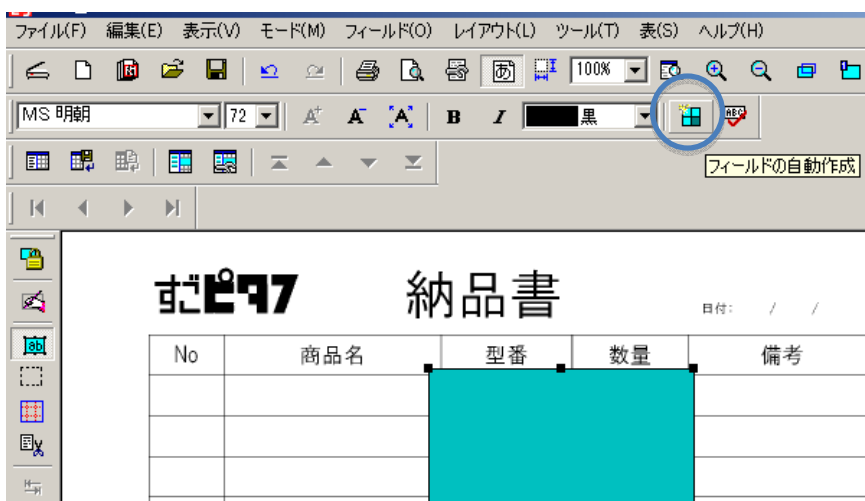 ファイル(F) 編集(E) 表示(V) モード(M) フィールド(O) レイアウト(L) ツール(T) 表(S) ヘルプ(H)
あ 100%
MS 明朝 72 A A A B I 黒 ABC
フィールドの自動作成
ab
すごピタ7 納品書 日付: / /
No 商品名 型番 数量 備考